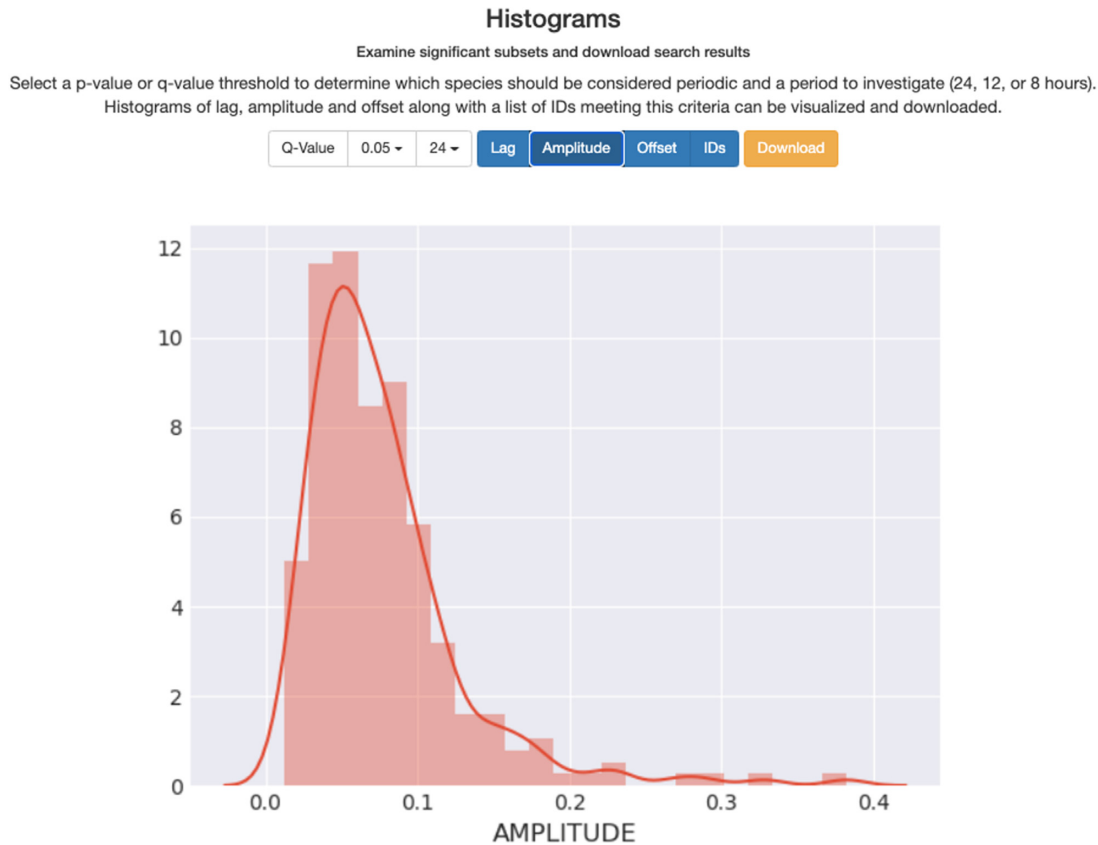 Histograms
Examine significant subsets and download search results
Select a p-value or q-value threshold to determine which species should be considered periodic and a period to investigate (24, 12, or 8 hours).
Histograms of lag, amplitude and offset along with a list of IDs meeting this criteria can be visualized and downloaded.
Q-Value 0.05 24 Lag Amplitude Offset IDs Download
12
10
8
6
4
2
0
0.0 0.1 0.2 0.3 0.4
AMPLITUDE